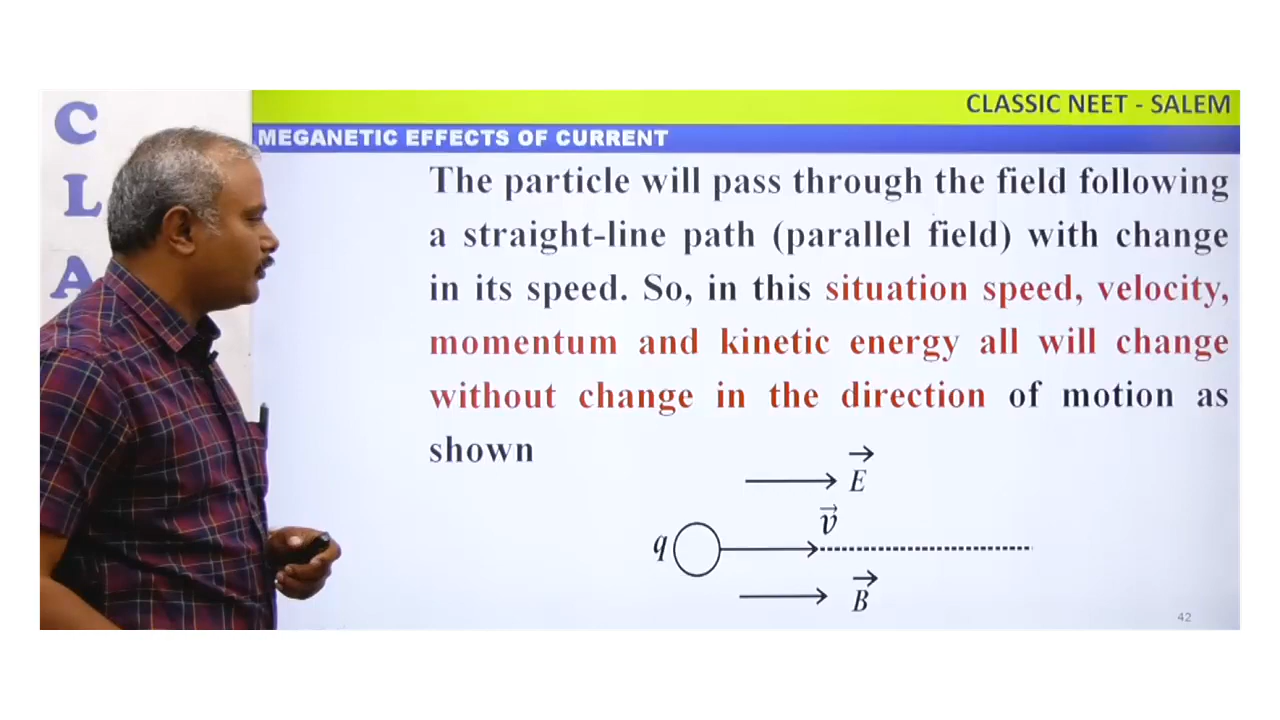 CLASSIC NEET - SALEM
C
L
A
MEGANETIC EFFECTS OF CURRENT
The particle will pass through the field following
a straight-line path (parallel field) with change
in its speed. So, in this situation speed, velocity,
momentum and kinetic energy all will change
without change in the direction of motion as
shown
E
v
q
B
42